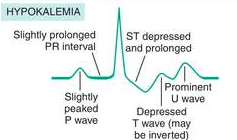 HYPOKALEMIA
Slightly prolonged
PR interval
ST depressed
and prolonged
Slightly
peaked
P wave
Depressed
T wave (may
be inverted)
Prominent
U wave